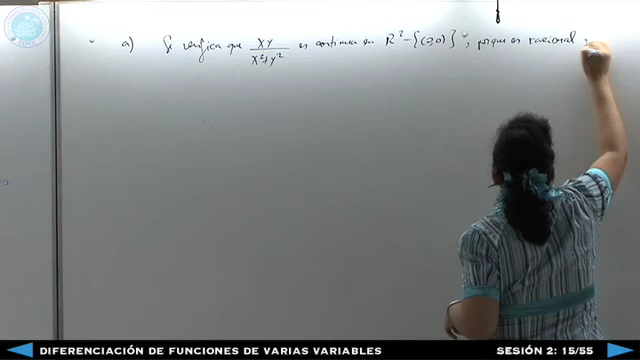 a) Se verifica que xy / x²+y² es continua en R² - {(0,0)}, porque es racional y
DIFERENCIACIÓN DE FUNCIONES DE VARIAS VARIABLES
SESIÓN 2: 15/55